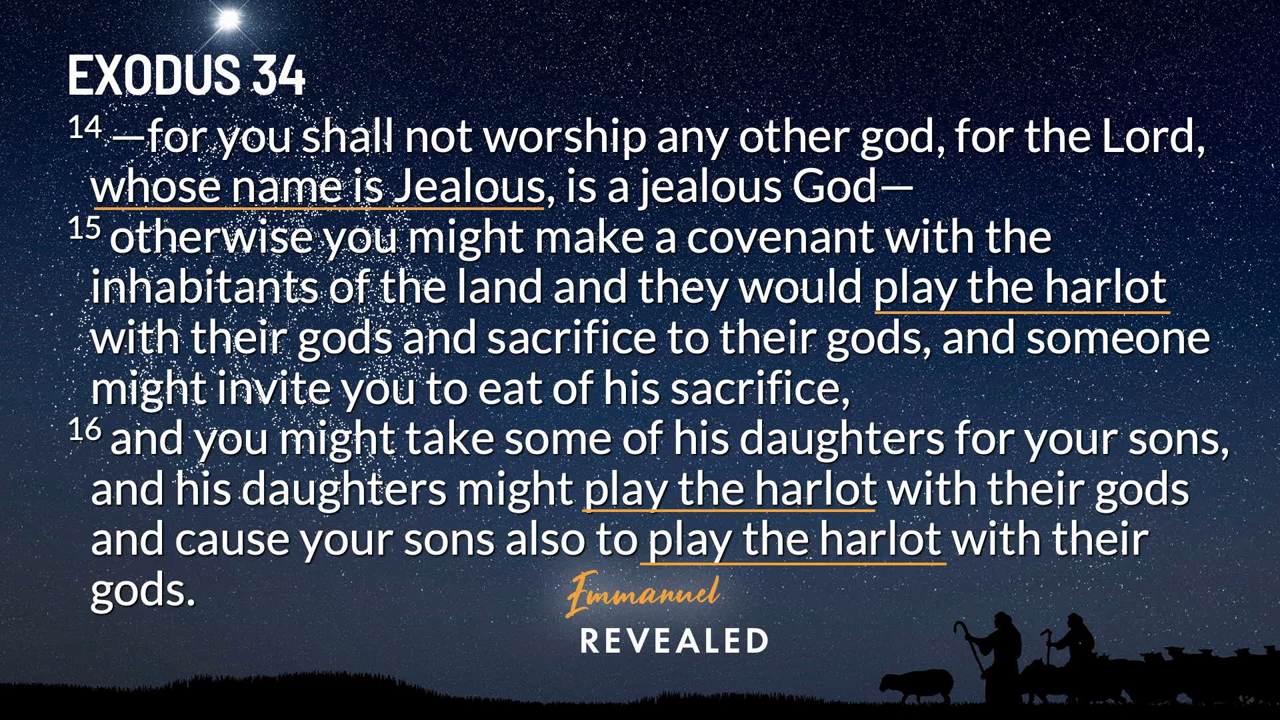 EXODUS 34
14 —for you shall not worship any other god, for the Lord,
whose name is Jealous, is a jealous God—
15 otherwise you might make a covenant with the
inhabitants of the land and they would play the harlot
with their gods and sacrifice to their gods, and someone
might invite you to eat of his sacrifice,
16 and you might take some of his daughters for your sons,
and his daughters might play the harlot with their gods
and cause your sons also to play the harlot with their
gods.
Emmanuel
REVEALED